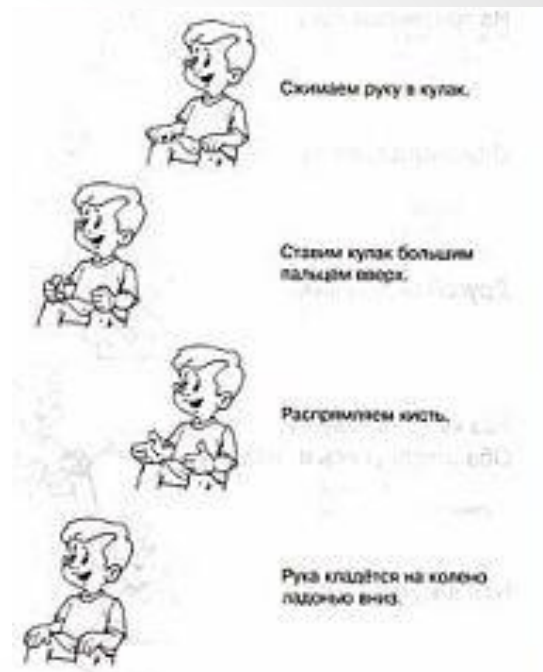 Сжимаем руку в кулак.
Ставим кулак большим
пальцем вверх.
Распрямляем кисть.
Рука кладётся на колено
ладонью вниз.